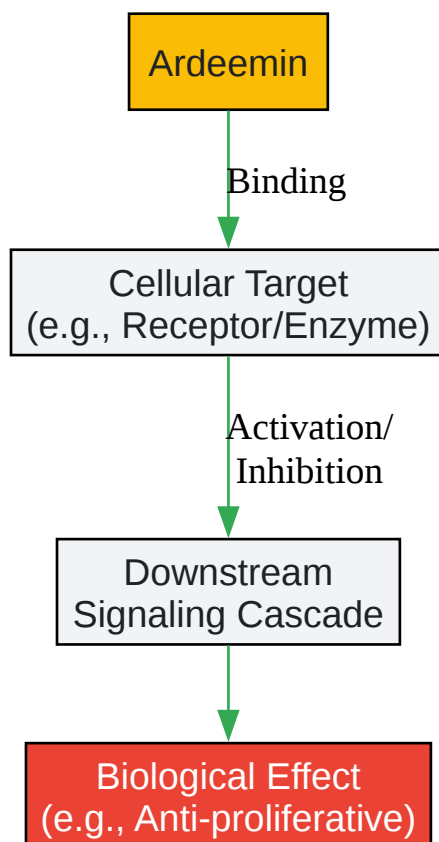 Ardeemin
Binding
Cellular Target
(e.g., Receptor/Enzyme)
Activation/
Inhibition
Downstream
Signaling Cascade
Biological Effect
(e.g., Anti-proliferative)